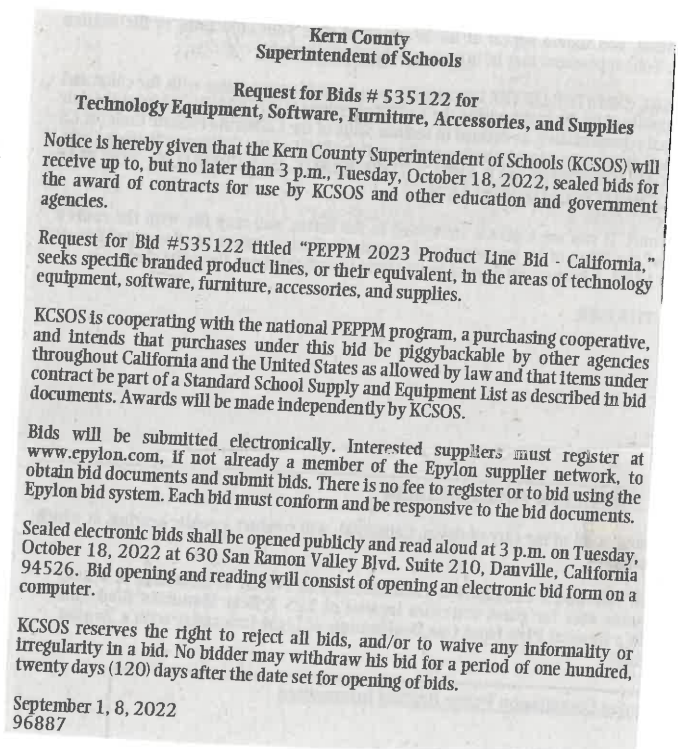 Kern County
Superintendent of Schools
Request for Bids # 535122 for
Technology Equipment, Software, Furniture, Accessories, and Supplies
Notice is hereby given that the Kern County Superintendent of Schools (KCSOS) will
receive up to, but no later than 3 p.m., Tuesday, October 18, 2022, sealed bids for
the award of contracts for use by KCSOS and other education and government
agencies.
Request for Bid #535122 titled “PEPPM 2023 Product Line Bid - California,”
seeks specific branded product lines, or their equivalent, in the areas of technology
equipment, software, furniture, accessories, and supplies.
KCSOS is cooperating with the national PEPPM program, a purchasing cooperative,
and intends that purchases under this bid be piggybackable by other agencies
throughout California and the United States as allowed by law and that items under
contract be part of a Standard School Supply and Equipment List as described in bid
documents. Awards will be made independently by KCSOS.
Bids will be submitted electronically. Interested suppliers must register at
www.epylon.com, if not already a member of the Epylon supplier network, to
obtain bid documents and submit bids. There is no fee to register or to bid using the
Epylon bid system. Each bid must conform and be responsive to the bid documents.
Sealed electronic bids shall be opened publicly and read aloud at 3 p.m. on Tuesday,
October 18, 2022 at 630 San Ramon Valley Blvd. Suite 210, Danville, California
94526. Bid opening and reading will consist of opening an electronic bid form on a
computer.
KCSOS reserves the right to reject all bids, and/or to waive any informality or
irregularity in a bid. No bidder may withdraw his bid for a period of one hundred,
twenty days (120) days after the date set for opening of bids.
September 1, 8, 2022
96887